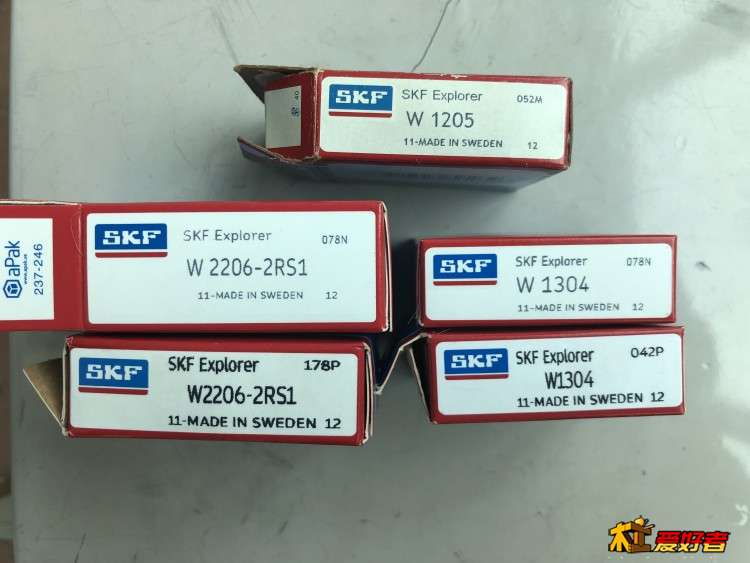 SKF
SKF Explorer
052M
W 1205
11-MADE IN SWEDEN 12
40
aPak
237-246
SKF
SKF Explorer
078N
W 2206-2RS1
11-MADE IN SWEDEN 12
SKF
SKF Explorer
078N
W 1304
11-MADE IN SWEDEN 12
SKF
SKF Explorer
178P
W2206-2RS1
11-MADE IN SWEDEN 12
SKF
SKF Explorer
042P
W1304
11-MADE IN SWEDEN 12
杠爱好者